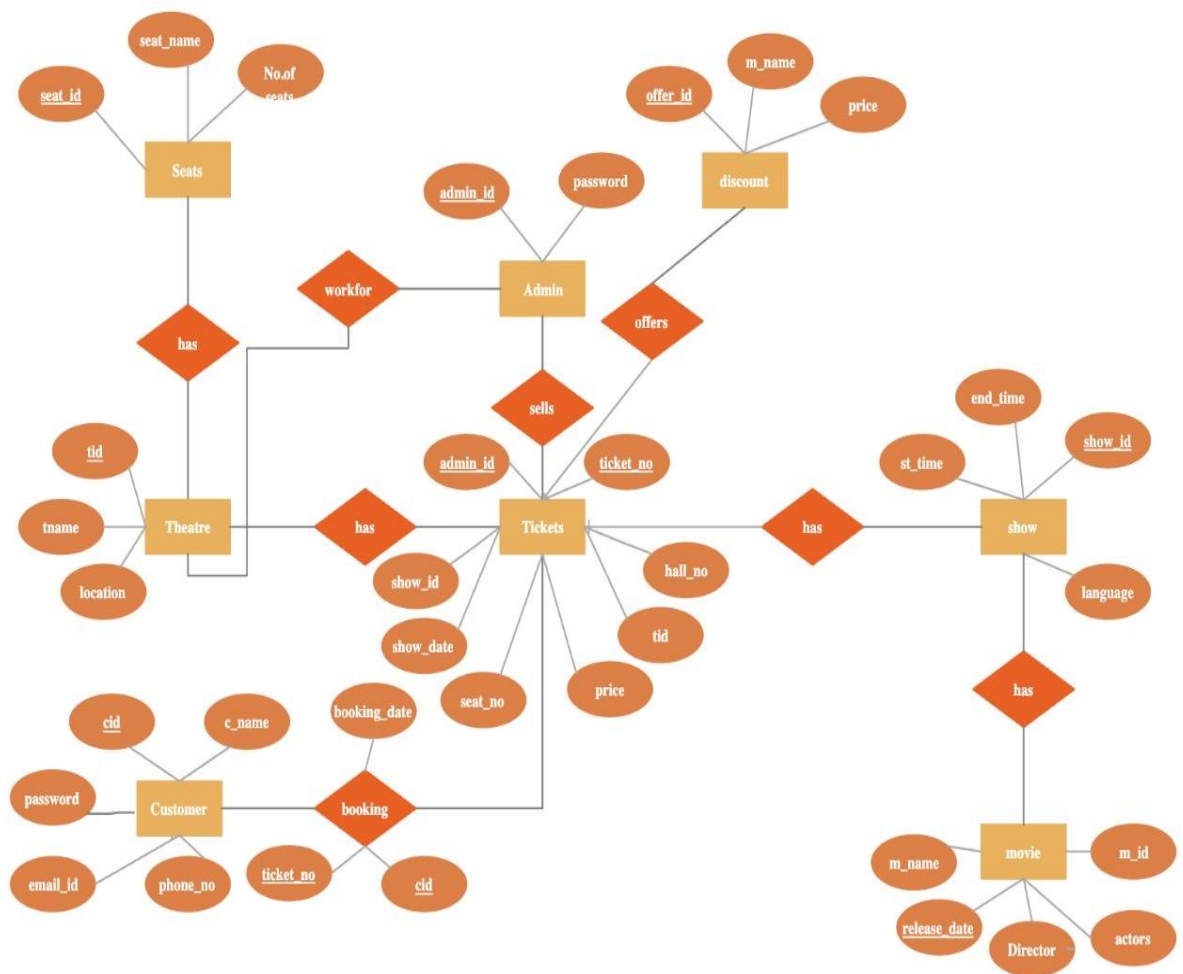 seat_name
No.of
seats
seat_id
Seats
m_name
offer_id
price
discount
admin_id
password
workfor
Admin
offers
has
sells
end_time
show_id
st_time
tid
admin_id
ticket_no
tname
Theatre
has
Tickets
has
show
location
show_id
hall_no
language
show_date
tid
seat_no
price
has
cid
c_name
booking_date
password
Customer
booking
email_id
phone_no
ticket_no
cid
m_name
movie
m_id
release_date
Director
actors